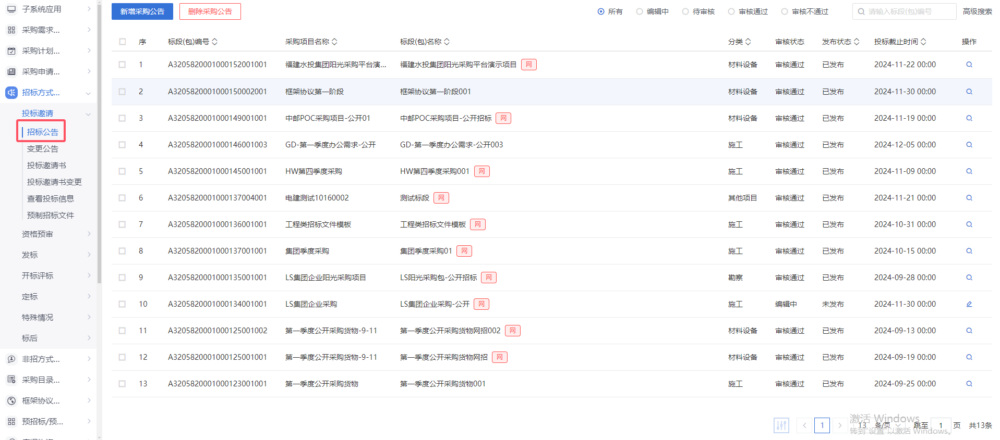 子系统应用
采购需求...
采购计划...
采购申请...
招标方式...
投标邀请
招标公告
变更公告
投标邀请书
投标邀请书变更
查看投标信息
预制招标文件
资格预审
发标
开标评标
定标
特殊情况
标后
非招方式...
采购目录...
框架协议...
预招标/预...
新增采购公告 删除采购公告 所有 编辑中 待审核 审核通过 审核不通过 请输入标段(包)编号 高级搜索
序 标段(包)编号 采购项目名称 标段(包)名称 分类 审核状态 发布状态 投标截止时间 操作
1 A3205820001000152001001 福建水投集团阳光采购平台演... 福建水投集团阳光采购平台演示项目 网 材料设备 审核通过 已发布 2024-11-22 00:00
2 A3205820001000150002001 框架协议第一阶段 框架协议第一阶段001 材料设备 审核通过 已发布 2024-11-30 00:00
3 A3205820001000149001001 中邮POC采购项目-公开01 中邮POC采购项目-公开招标 网 材料设备 审核通过 已发布 2024-11-19 00:00
4 A3205820001000146001003 GD-第一季度办公需求-公开 GD-第一季度办公需求-公开003 施工 审核通过 已发布 2024-12-05 00:00
5 A3205820001000145001001 HW第四季度采购 HW第四季度采购001 网 施工 审核通过 已发布 2024-11-09 00:00
6 A3205820001000137004001 电建测试10160002 测试标段 网 其他项目 审核通过 已发布 2024-11-21 00:00
7 A3205820001000136001001 工程类招标文件模板 工程类招标文件模板 网 施工 审核通过 已发布 2024-10-31 00:00
8 A3205820001000137001001 集团季度采购 集团季度采购01 网 施工 审核通过 已发布 2024-10-15 00:00
9 A3205820001000135001001 LS集团企业阳光采购项目 LS阳光采购包-公开招标 网 勘察 审核通过 已发布 2024-09-28 00:00
10 A3205820001000134001001 LS集团企业采购 LS集团企业采购-公开 网 施工 编辑中 未发布 2024-11-30 00:00
11 A3205820001000125001002 第一季度公开采购货物-9-11 第一季度公开采购货物网招002 网 材料设备 审核通过 已发布 2024-09-13 00:00
12 A3205820001000125001001 第一季度公开采购货物-9-11 第一季度公开采购货物网招 网 材料设备 审核通过 已发布 2024-09-19 00:00
13 A3205820001000123001001 第一季度公开采购货物 第一季度公开采购货物001 施工 审核通过 已发布 2024-09-25 00:00
1 13 条/页 跳至 1 页 共13条
激活 Windows
转到"设置"以激活 Windows。